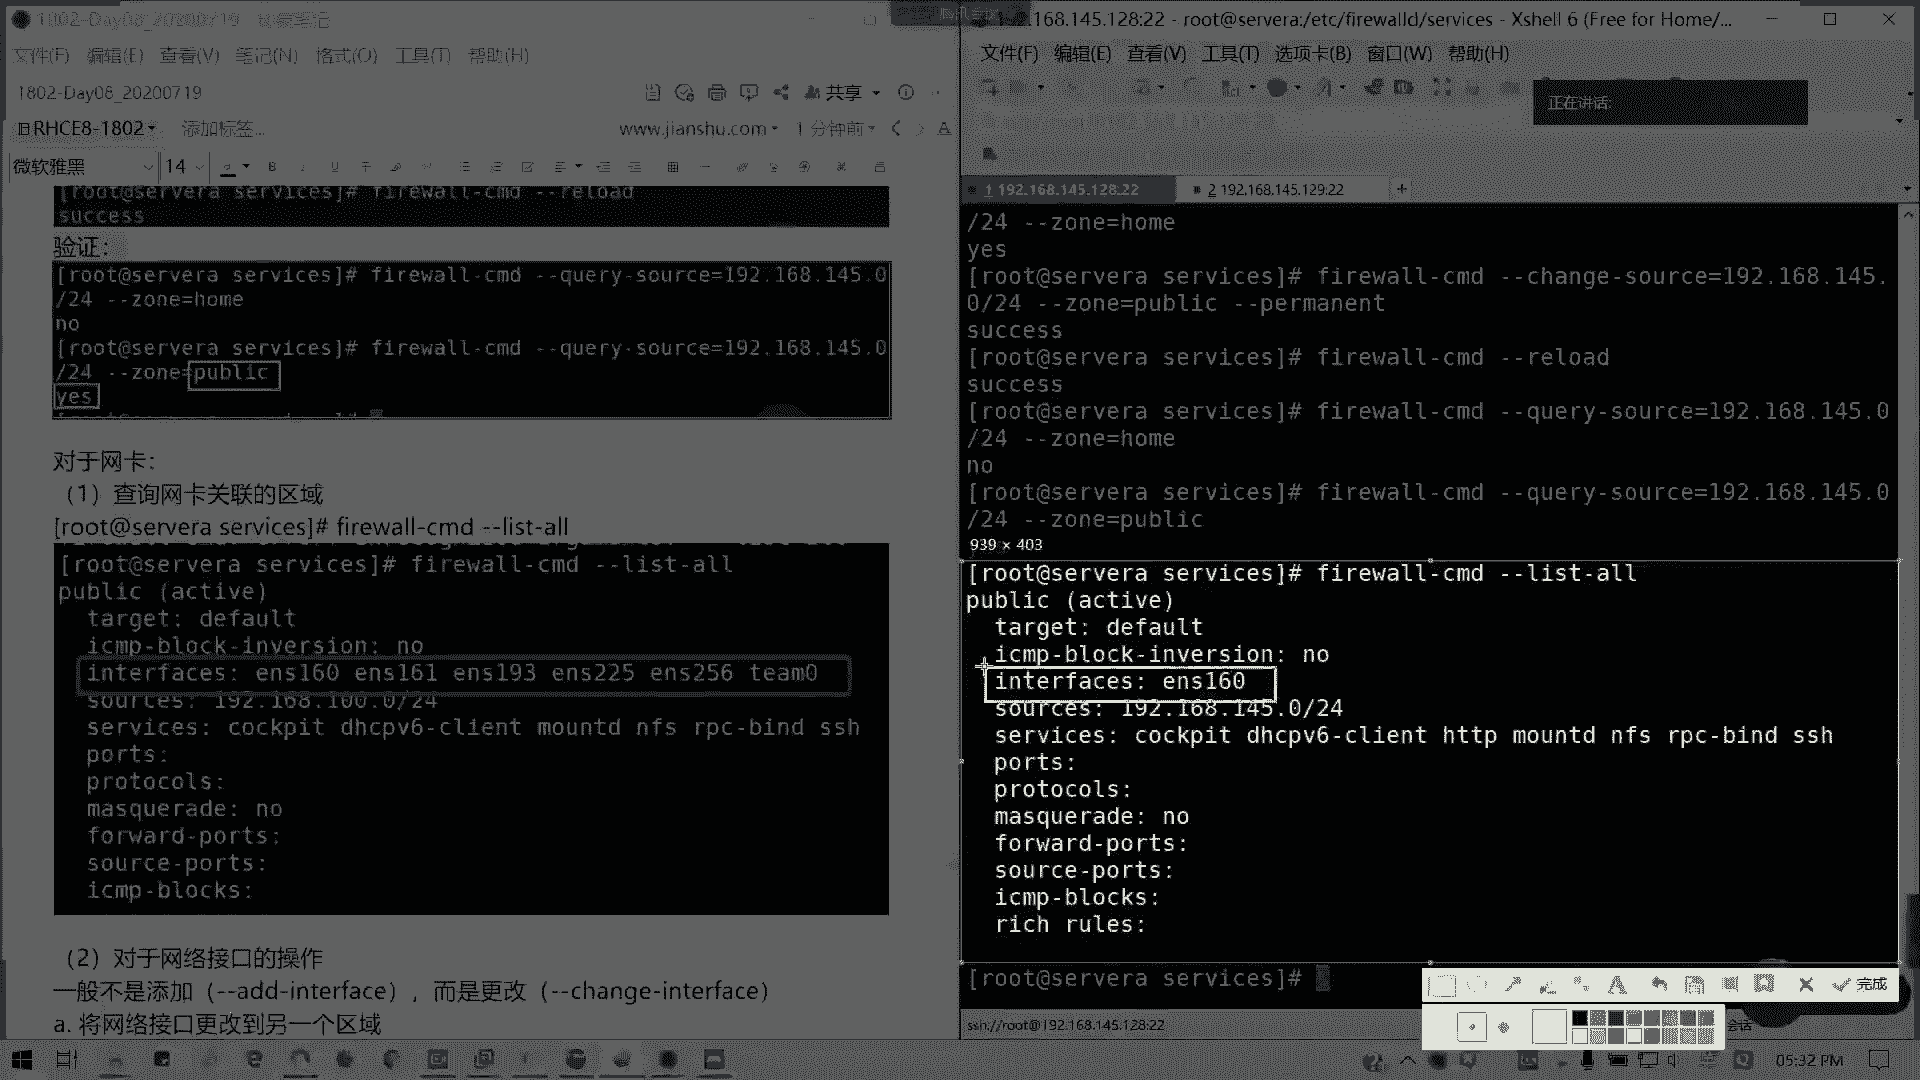 1802-Day08_20200719
文件(F) 编辑(E) 查看(V) 笔记(N) 格式(O) 工具(T) 帮助(H)
1802-Day08_20200719
共享
RHCE8-1802
添加标签...
www.jianshu.com
1 分钟前
微软雅黑
14
[root@servera services]# firewall-cmd --reload
success
验证：
[root@servera services]# firewall-cmd --query-source=192.168.145.0
/24 --zone=home
no
[root@servera services]# firewall-cmd --query-source=192.168.145.0
/24 --zone=public
yes
对于网卡：
（1）查询网卡关联的区域
[root@servera services]# firewall-cmd --list-all
[root@servera services]# firewall-cmd --list-all
public (active)
target: default
icmp-block-inversion: no
interfaces: ens160 ens161 ens193 ens225 ens256 team0
sources: 192.168.100.0/24
services: cockpit dhcpv6-client mountd nfs rpc-bind ssh
ports:
protocols:
masquerade: no
forward-ports:
source-ports:
icmp-blocks:
（2）对于网络接口的操作
一般不是添加（--add-interface），而是更改（--change-interface）
a. 将网络接口更改到另一个区域
.168.145.128:22 - root@servera:/etc/firewalld/services - Xshell 6 (Free for Home/...
文件(F) 编辑(E) 查看(V) 工具(T) 选项卡(B) 窗口(W) 帮助(H)
正在讲话:
1 192.168.145.128:22
2 192.168.145.129:22
/24 --zone=home
yes
[root@servera services]# firewall-cmd --change-source=192.168.145.
0/24 --zone=public --permanent
success
[root@servera services]# firewall-cmd --reload
success
[root@servera services]# firewall-cmd --query-source=192.168.145.0
/24 --zone=home
no
[root@servera services]# firewall-cmd --query-source=192.168.145.0
/24 --zone=public
939 × 403
[root@servera services]# firewall-cmd --list-all
public (active)
target: default
icmp-block-inversion: no
interfaces: ens160
sources: 192.168.145.0/24
services: cockpit dhcpv6-client http mountd nfs rpc-bind ssh
ports:
protocols:
masquerade: no
forward-ports:
source-ports:
icmp-blocks:
rich rules:
[root@servera services]#
完成
ssh://root@192.168.145.128:22
会话
05:32 PM